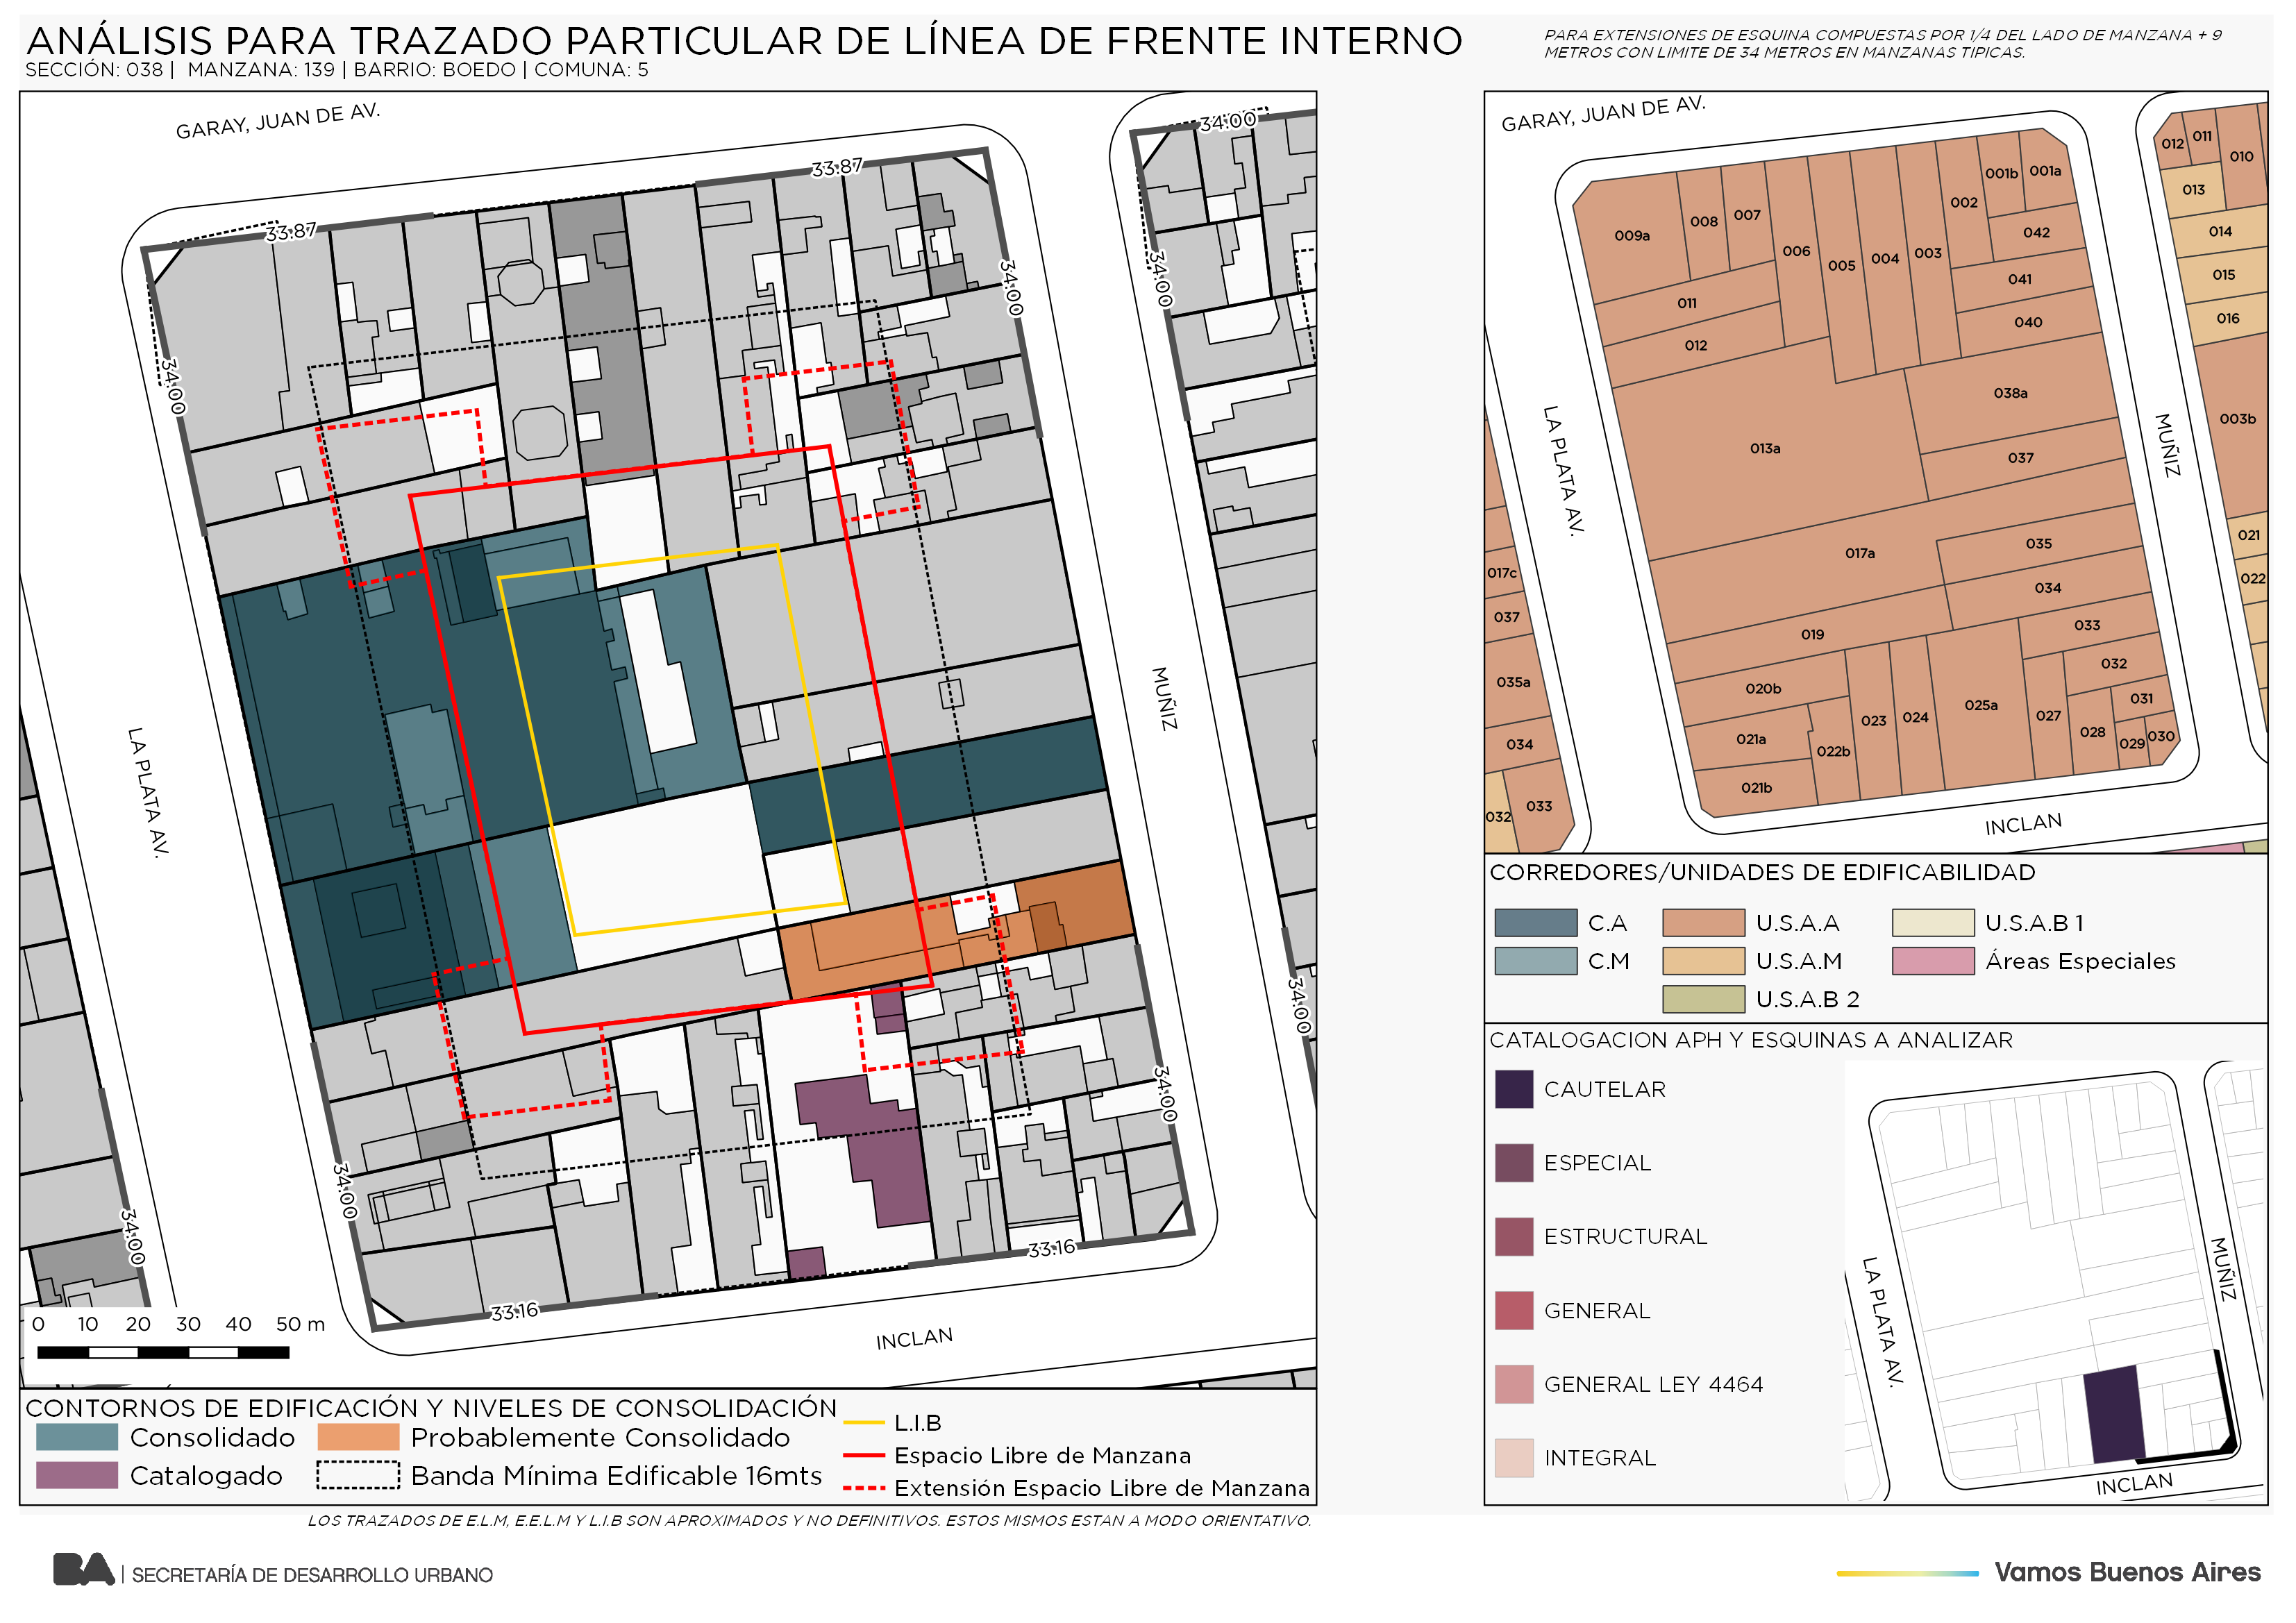 ANÁLISIS PARA TRAZADO PARTICULAR DE LÍNEA DE FRENTE INTERNO
SECCIÓN: 038 | MANZANA: 139 | BARRIO: BOEDO | COMUNA: 5
PARA EXTENSIONES DE ESQUINA COMPUESTAS POR 1/4 DEL LADO DE MANZANA + 9
METROS CON LIMITE DE 34 METROS EN MANZANAS TIPICAS.
GARAY, JUAN DE AV.
33.87
33.87
34.00
34.00
34.00
34.00
LA PLATA AV.
MUÑIZ
34.00
34.00
34.00
34.00
33.16
33.16
INCLAN
0 10 20 30 40 50 m
CONTORNOS DE EDIFICACIÓN Y NIVELES DE CONSOLIDACIÓN
Consolidado
Probablemente Consolidado
Catalogado
Banda Mínima Edificable 16mts
L.I.B
Espacio Libre de Manzana
Extensión Espacio Libre de Manzana
LOS TRAZADOS DE E.L.M, E.E.L.M Y L.I.B SON APROXIMADOS Y NO DEFINITIVOS. ESTOS MISMOS ESTAN A MODO ORIENTATIVO.
GARAY, JUAN DE AV.
009a
008
007
006
005
004
003
002
001b
001a
042
041
040
011
012
013a
038a
037
017a
035
034
019
033
032
031
030
029
028
027
025a
024
023
022b
020b
021a
021b
012
011
010
013
014
015
016
003b
021
022
017c
037
035a
034
033
032
LA PLATA AV.
MUÑIZ
INCLAN
CORREDORES/UNIDADES DE EDIFICABILIDAD
C.A
U.S.A.A
U.S.A.B 1
C.M
U.S.A.M
Áreas Especiales
U.S.A.B 2
CATALOGACION APH Y ESQUINAS A ANALIZAR
CAUTELAR
ESPECIAL
ESTRUCTURAL
GENERAL
GENERAL LEY 4464
INTEGRAL
LA PLATA AV.
MUÑIZ
INCLAN
BA | SECRETARÍA DE DESARROLLO URBANO
Vamos Buenos Aires